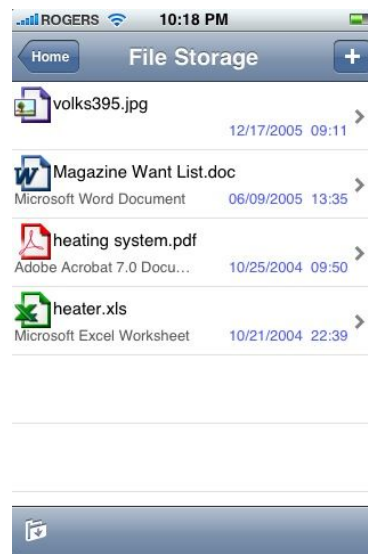 ROGERS 10:18 PM
Home File Storage +
volks395.jpg
12/17/2005 09:11
Magazine Want List.doc
Microsoft Word Document 06/09/2005 13:35
heating system.pdf
Adobe Acrobat 7.0 Docu... 10/25/2004 09:50
heater.xls
Microsoft Excel Worksheet 10/21/2004 22:39